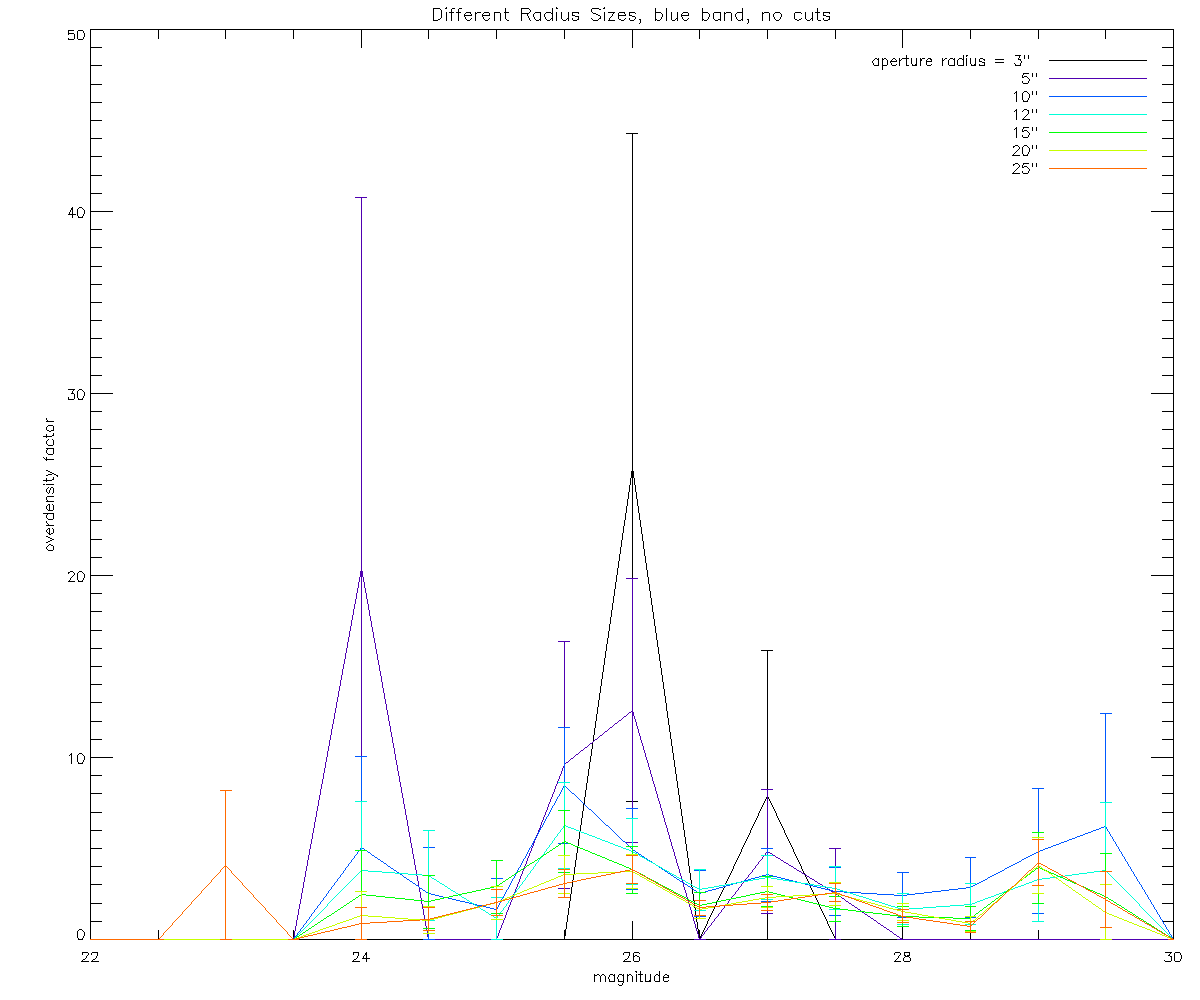 Different Radius Sizes, blue band, no cuts
50
aperture radius = 3"
5"
10"
12"
15"
20"
25"
40
30
overdensity factor
20
10
0
22 24 26 28 30
magnitude